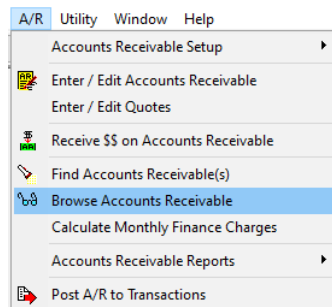 A/R Utility Window Help
Accounts Receivable Setup
Enter / Edit Accounts Receivable
Enter / Edit Quotes
Receive $$ on Accounts Receivable
Find Accounts Receivable(s)
Browse Accounts Receivable
Calculate Monthly Finance Charges
Accounts Receivable Reports
Post A/R to Transactions